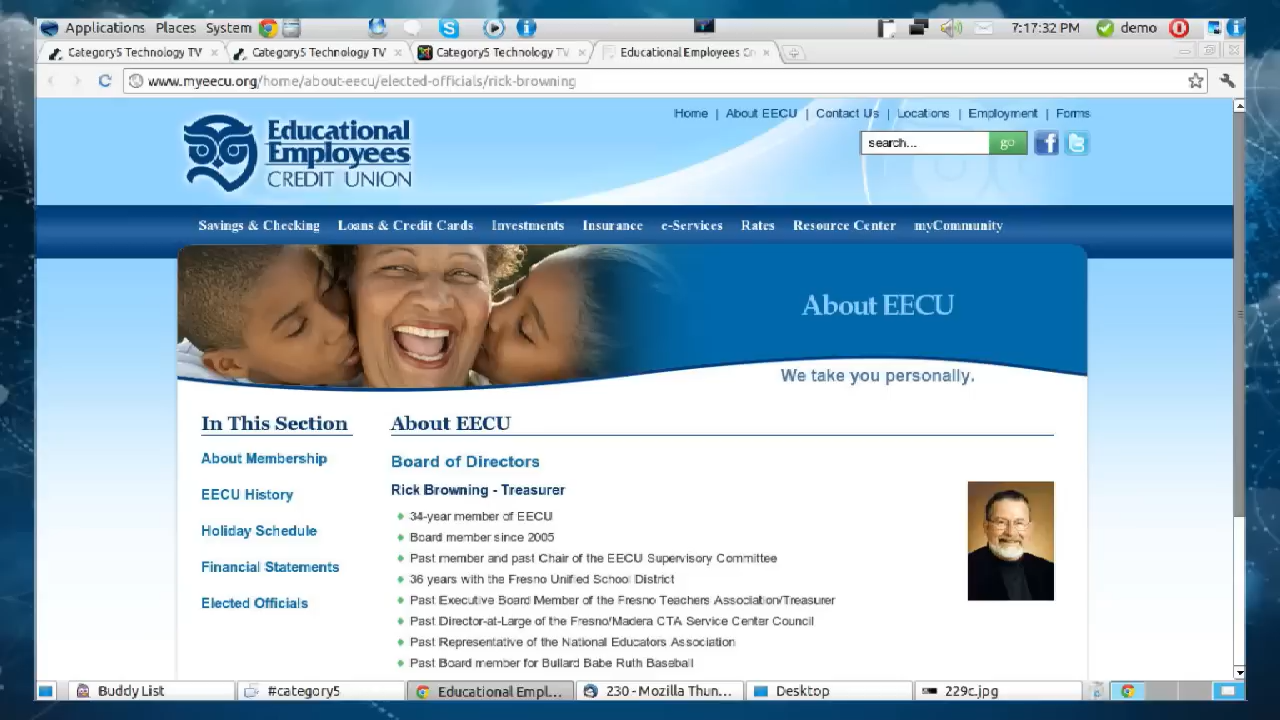 Applications Places System 7:17:32 PM demo
Category5 Technology TV Category5 Technology TV Category5 Technology TV Educational Employees Cr
www.myeecu.org/home/about-eecu/elected-officials/rick-browning
Home | About EECU | Contact Us | Locations | Employment | Forms
search... go
Educational
Employees
CREDIT UNION
Savings & Checking Loans & Credit Cards Investments Insurance e-Services Rates Resource Center myCommunity
About EECU
We take you personally.
In This Section
About Membership
EECU History
Holiday Schedule
Financial Statements
Elected Officials
About EECU
Board of Directors
Rick Browning - Treasurer
34-year member of EECU
Board member since 2005
Past member and past Chair of the EECU Supervisory Committee
36 years with the Fresno Unified School District
Past Executive Board Member of the Fresno Teachers Association/Treasurer
Past Director-at-Large of the Fresno/Madera CTA Service Center Council
Past Representative of the National Educators Association
Past Board member for Bullard Babe Ruth Baseball
Buddy List #category5 Educational Empl... 230 - Mozilla Thun... Desktop 229c.jpg